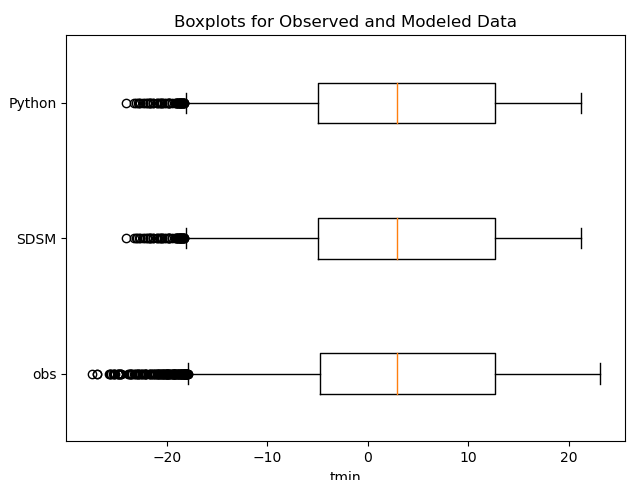 Boxplots for Observed and Modeled Data
Python
SDSM
obs
−20 −10 0 10 20
tmin